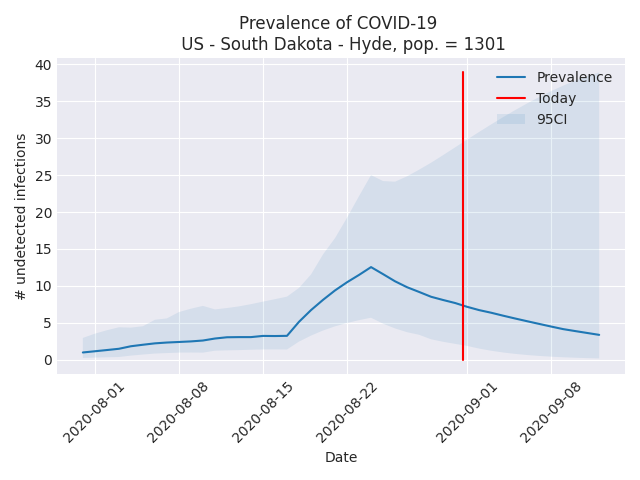 Prevalence of COVID-19
US - South Dakota - Hyde, pop. = 1301
# undetected infections
40
35
30
25
20
15
10
5
0
Prevalence
Today
95CI
2020-08-01
2020-08-08
2020-08-15
2020-08-22
2020-09-01
2020-09-08
Date